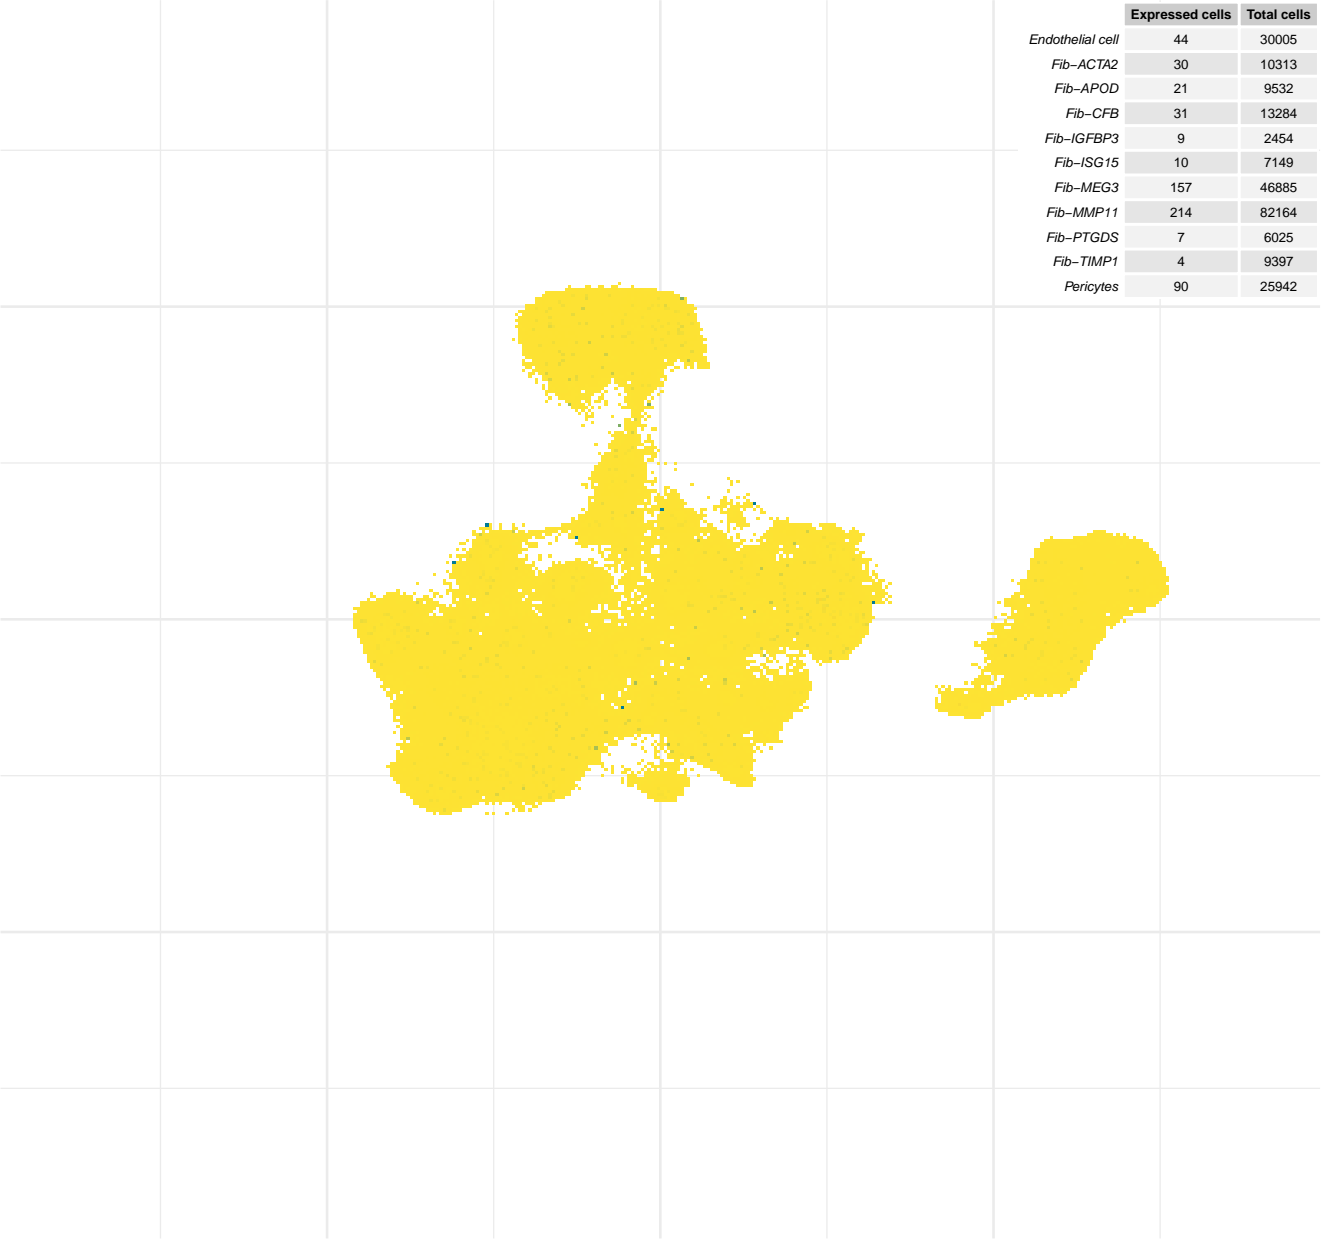 Expressed cells Total cells
Endothelial cell 44 30005
Fib−ACTA2 30 10313
Fib−APOD 21 9532
Fib−CFB 31 13284
Fib−IGFBP3 9 2454
Fib−ISG15 10 7149
Fib−MEG3 157 46885
Fib−MMP11 214 82164
Fib−PTGDS 7 6025
Fib−TIMP1 4 9397
Pericytes 90 25942